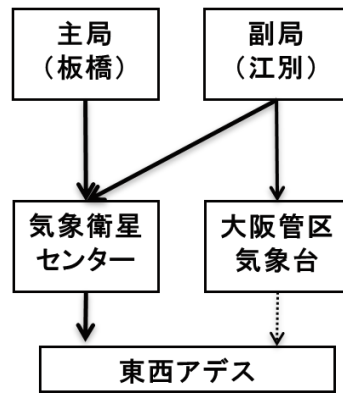 主局
（板橋）
副局
（江別）
気象衛星
センター
大阪管区
気象台
東西アデス